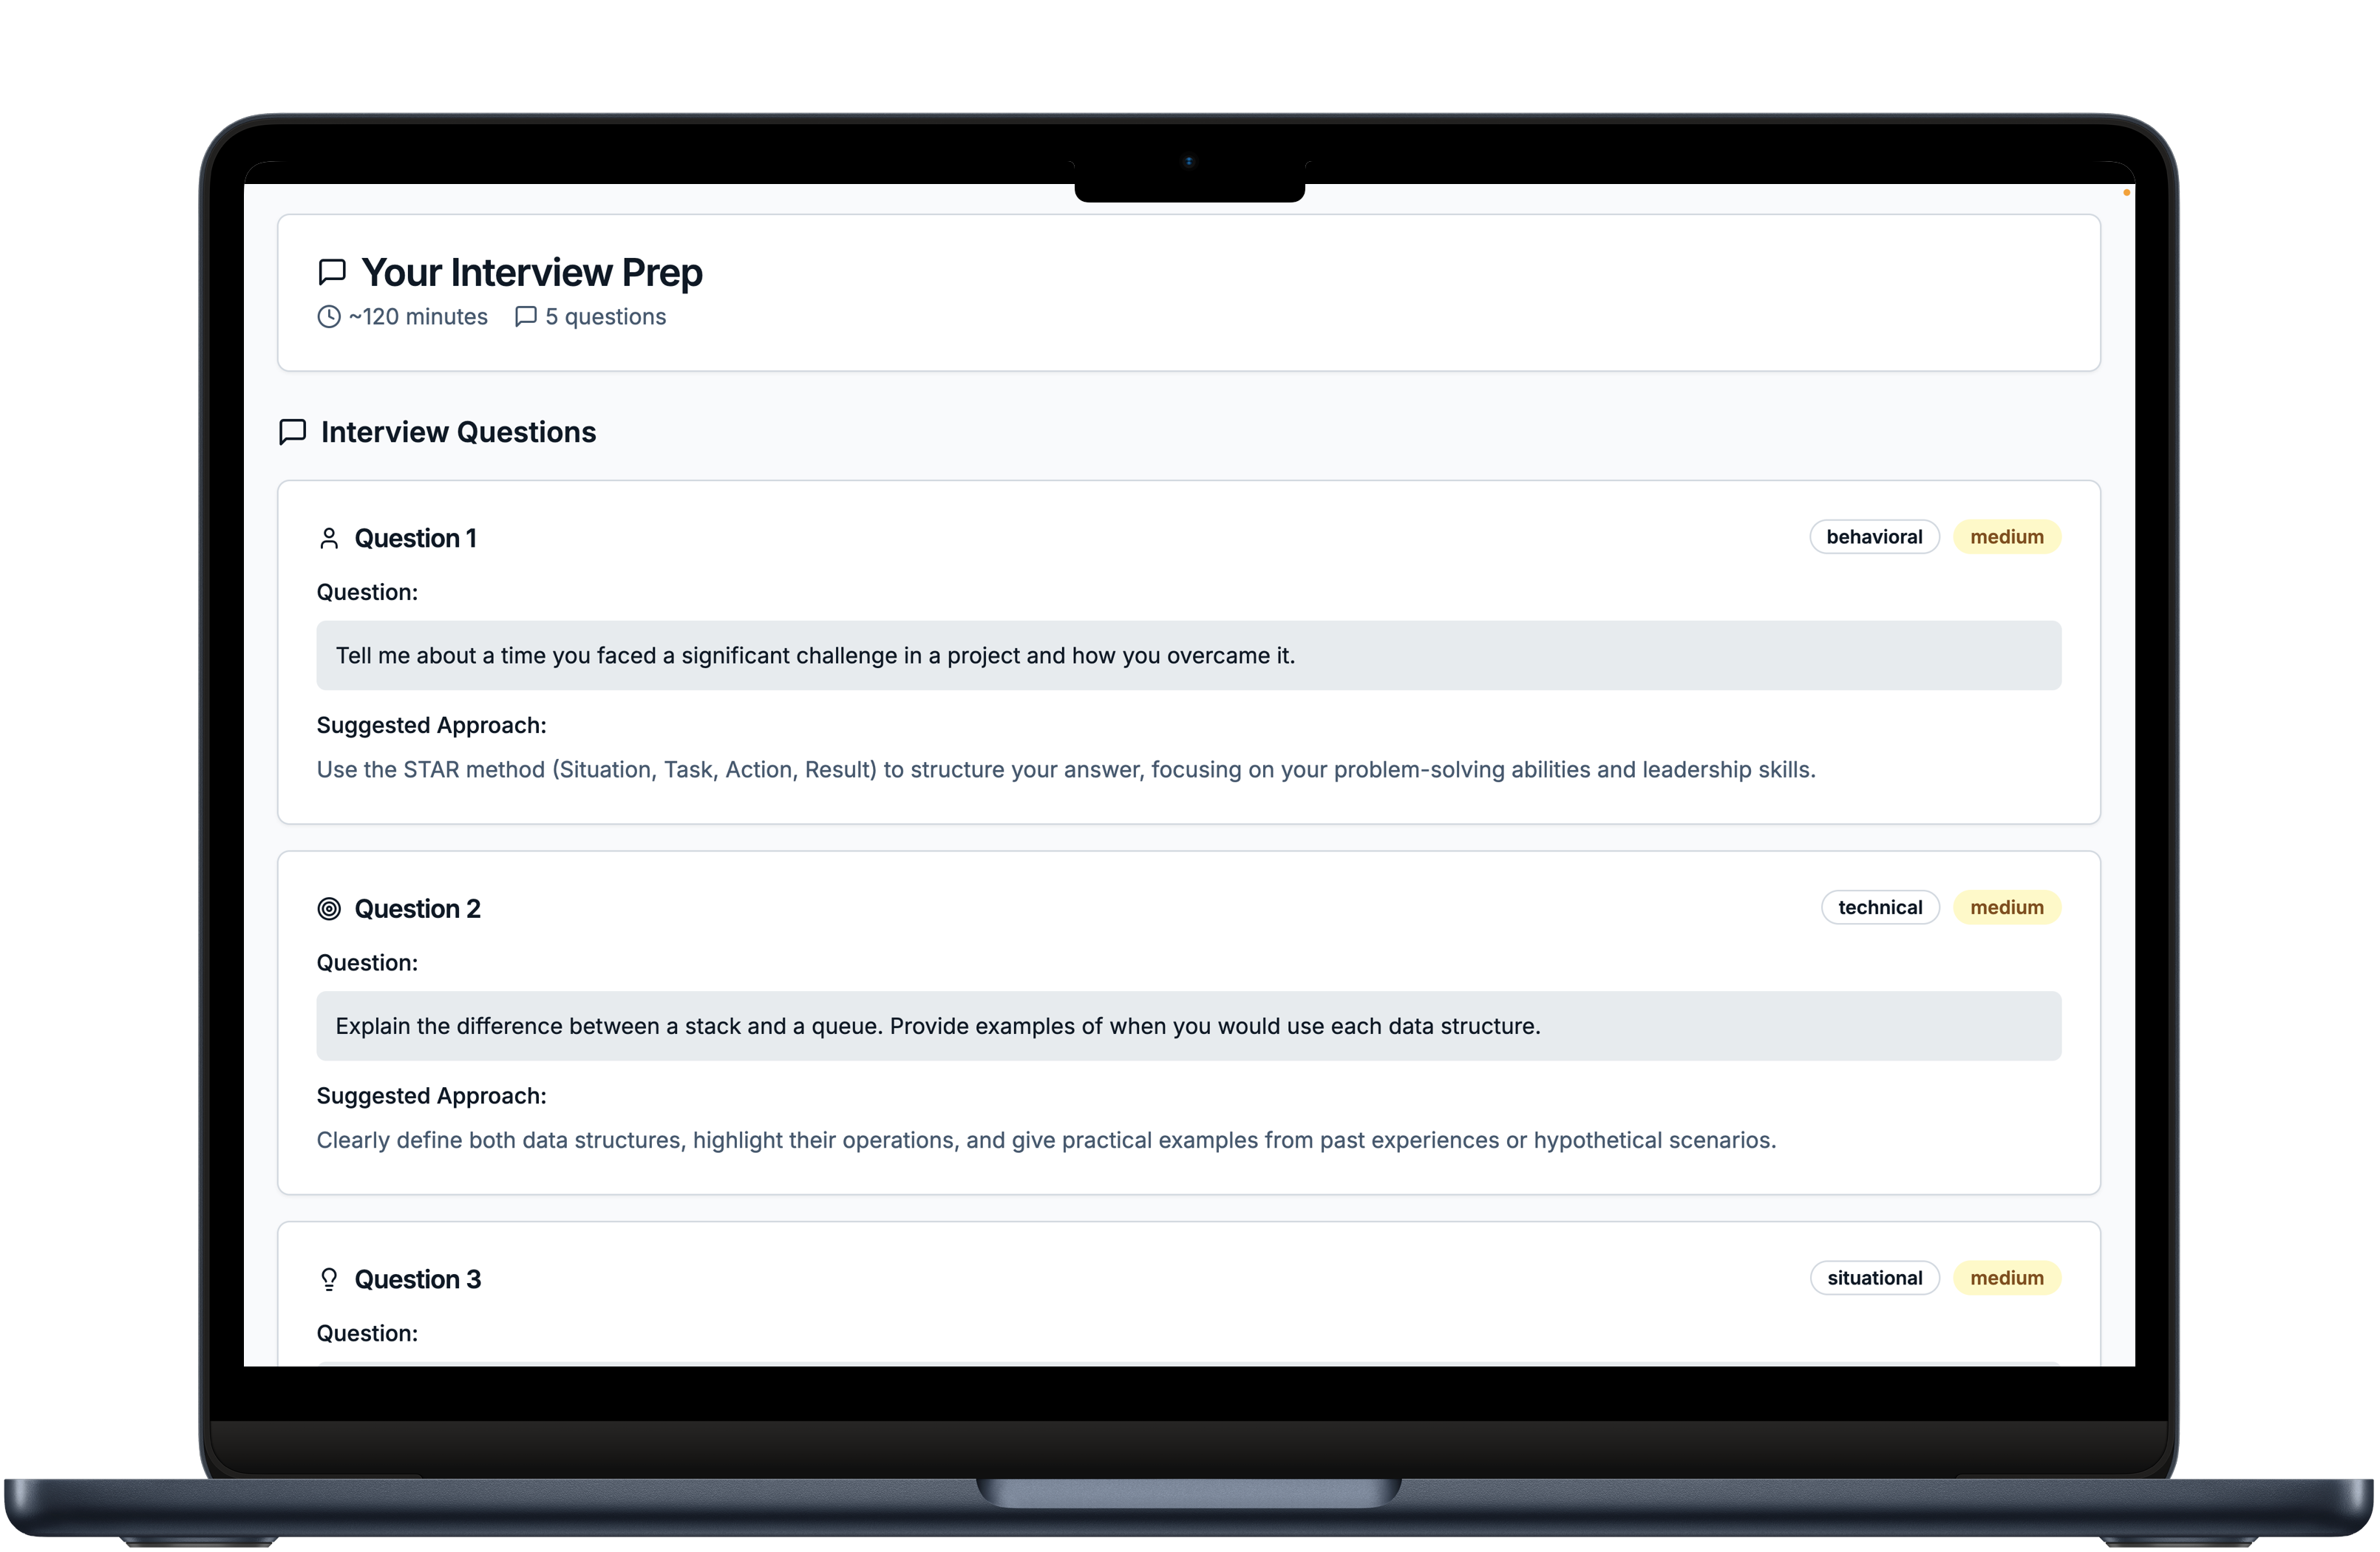 Your Interview Prep
~120 minutes 5 questions
Interview Questions
Question 1 behavioral medium
Question:
Tell me about a time you faced a significant challenge in a project and how you overcame it.
Suggested Approach:
Use the STAR method (Situation, Task, Action, Result) to structure your answer, focusing on your problem-solving abilities and leadership skills.
Question 2 technical medium
Question:
Explain the difference between a stack and a queue. Provide examples of when you would use each data structure.
Suggested Approach:
Clearly define both data structures, highlight their operations, and give practical examples from past experiences or hypothetical scenarios.
Question 3 situational medium
Question: